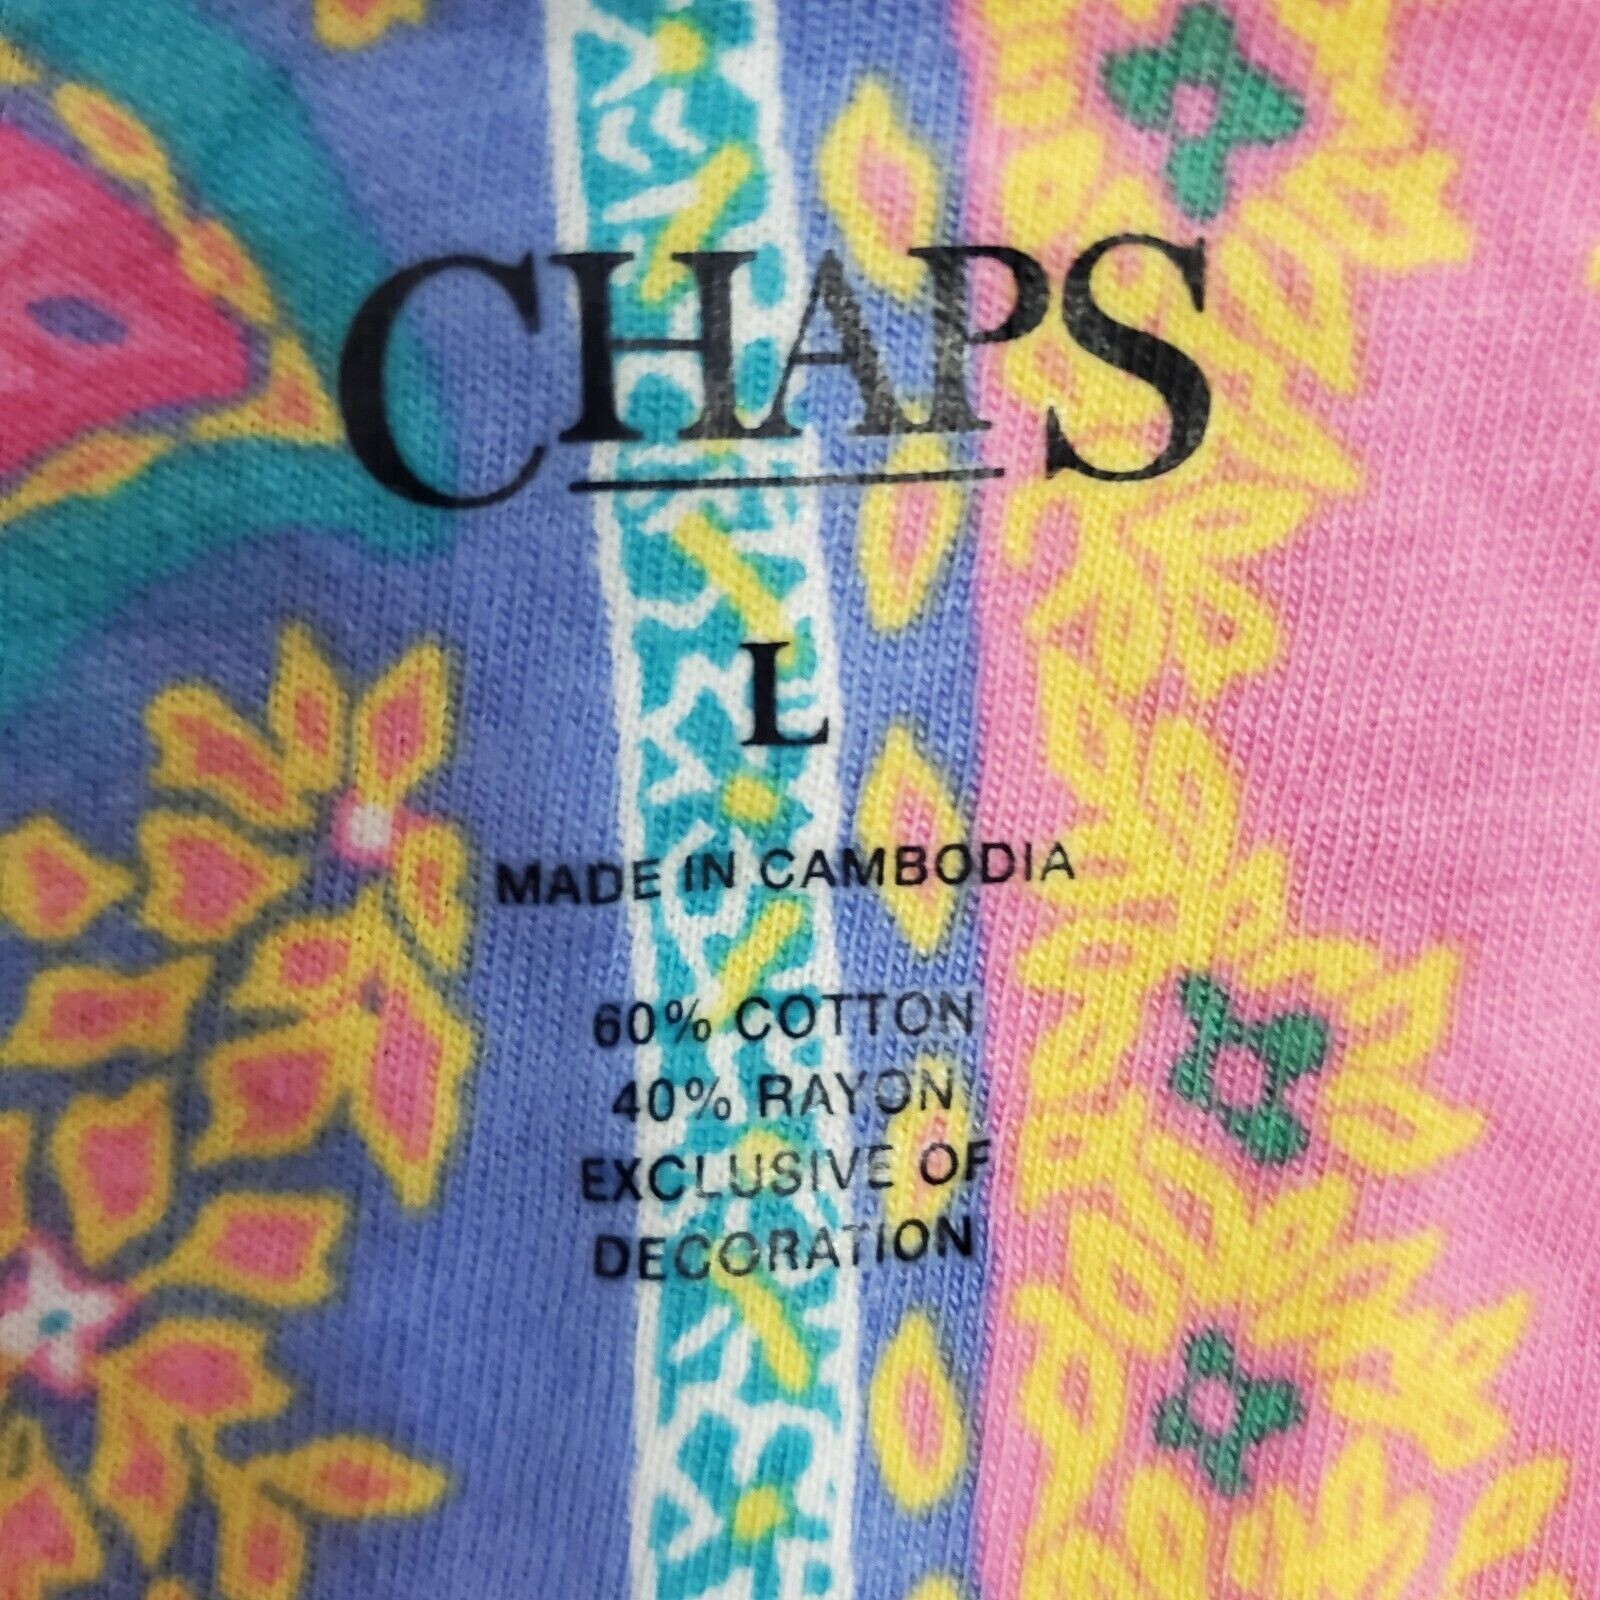 CHAPS
L
MADE IN CAMBODIA
60% COTTON
40% RAYON
EXCLUSIVE OF
DECORATION